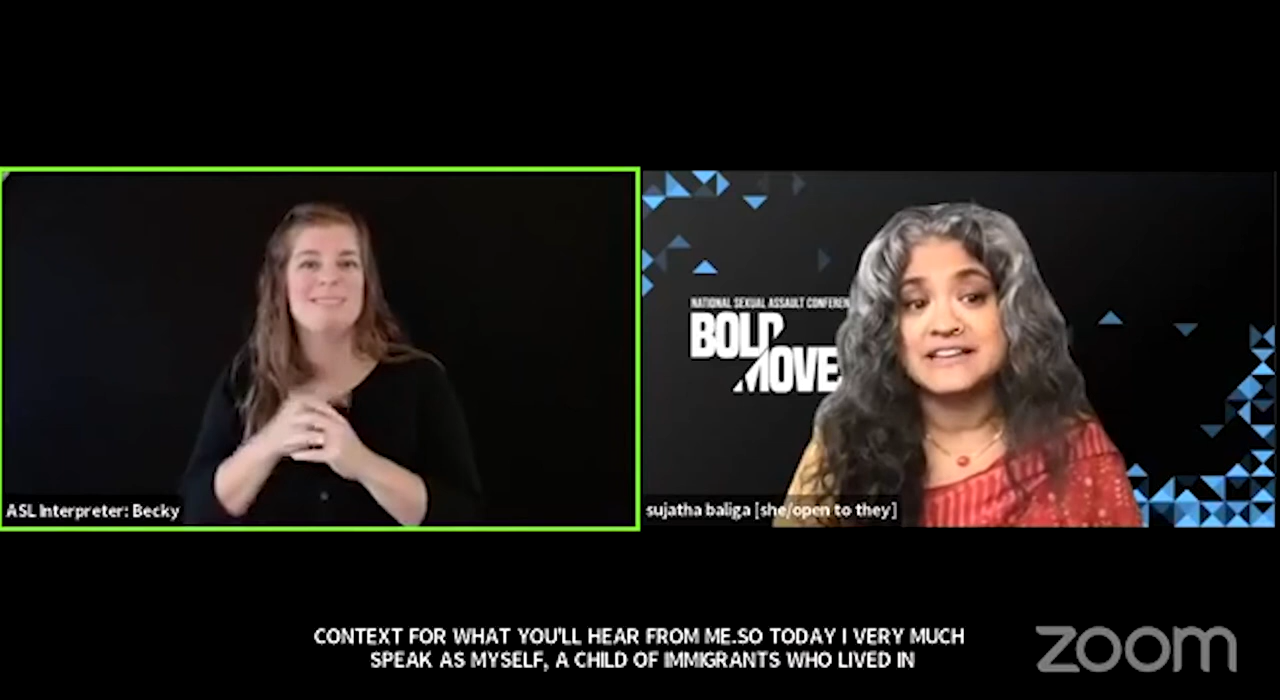 NATIONAL SEXUAL ASSAULT CONFEREN
BOLD
MOVE
ASL Interpreter: Becky
sujatha baliga [she/open to they]
CONTEXT FOR WHAT YOU'LL HEAR FROM ME.SO TODAY I VERY MUCH
SPEAK AS MYSELF, A CHILD OF IMMIGRANTS WHO LIVED IN
zoom